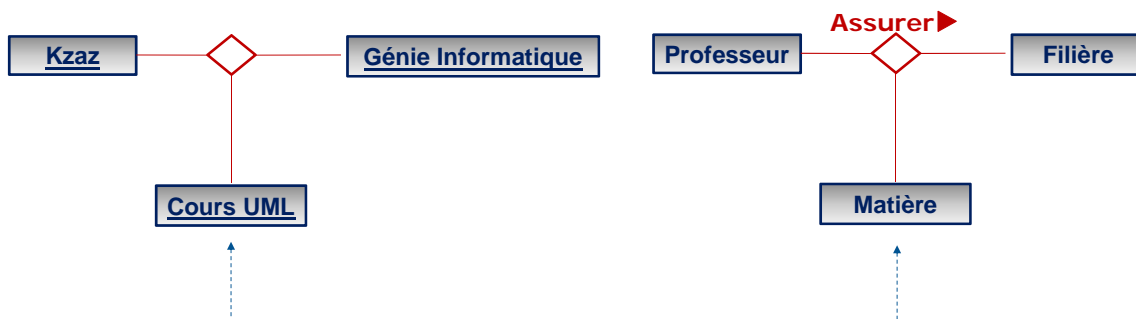 Kzaz
Génie Informatique
Cours UML
Assurer
Professeur
Filière
Matière